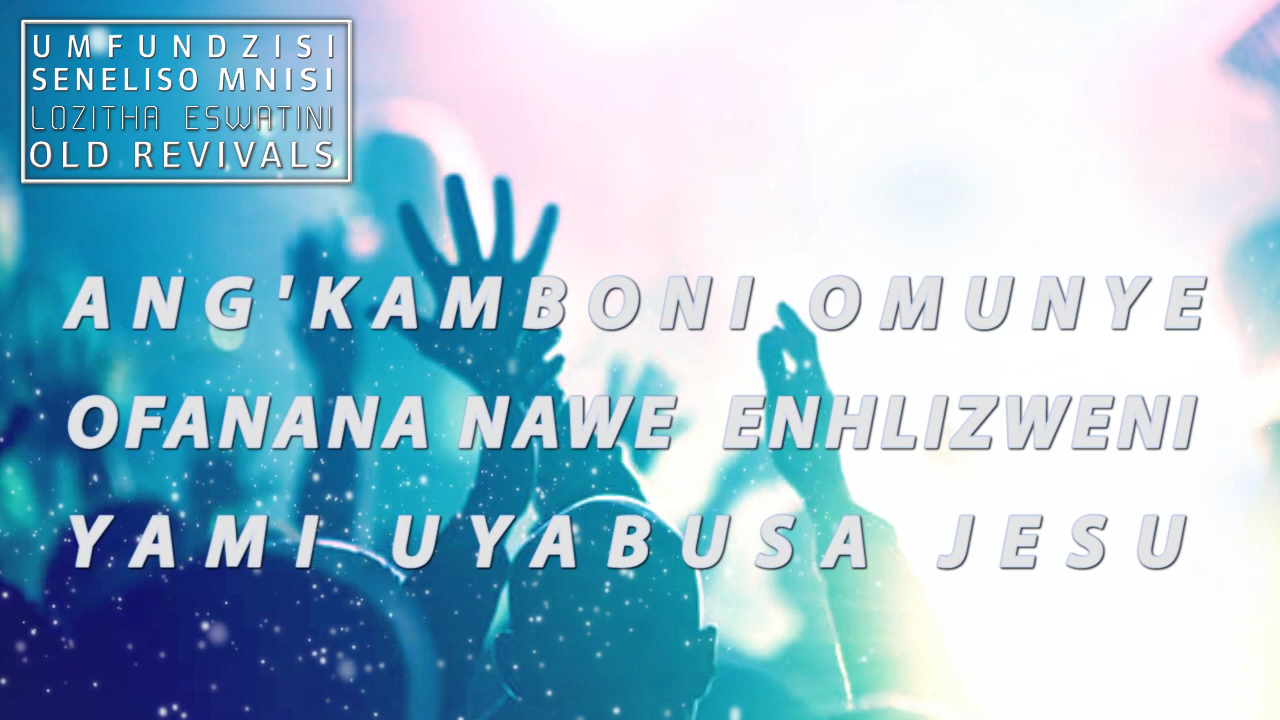 UMFUNDZISI
SENELISO MNISI
LOZITHA ESWATINI
OLD REVIVALS
ANG'KAMBONI OMUNYE
OFANANA NAWE ENHLIZWENI
YAMI UYABUSA JESU